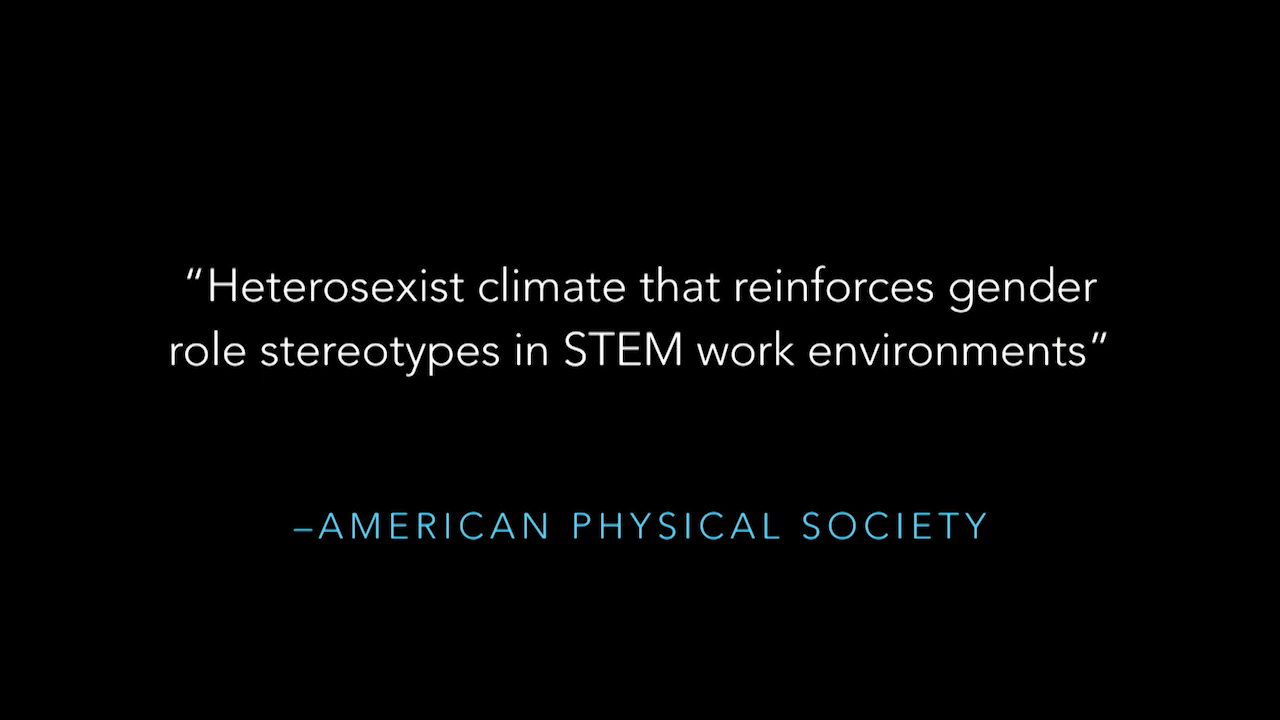 “Heterosexist climate that reinforces gender
role stereotypes in STEM work environments”
–AMERICAN PHYSICAL SOCIETY